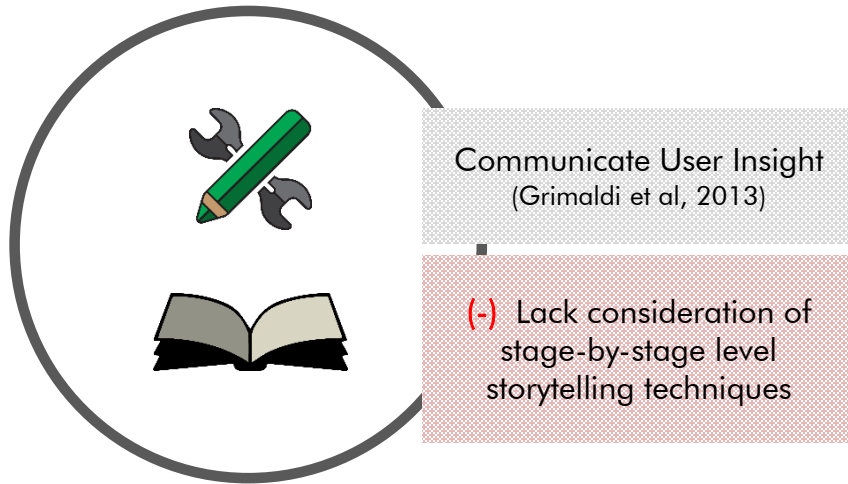 Communicate User Insight
(Grimaldi et al, 2013)
(-) Lack consideration of
stage-by-stage level
storytelling techniques